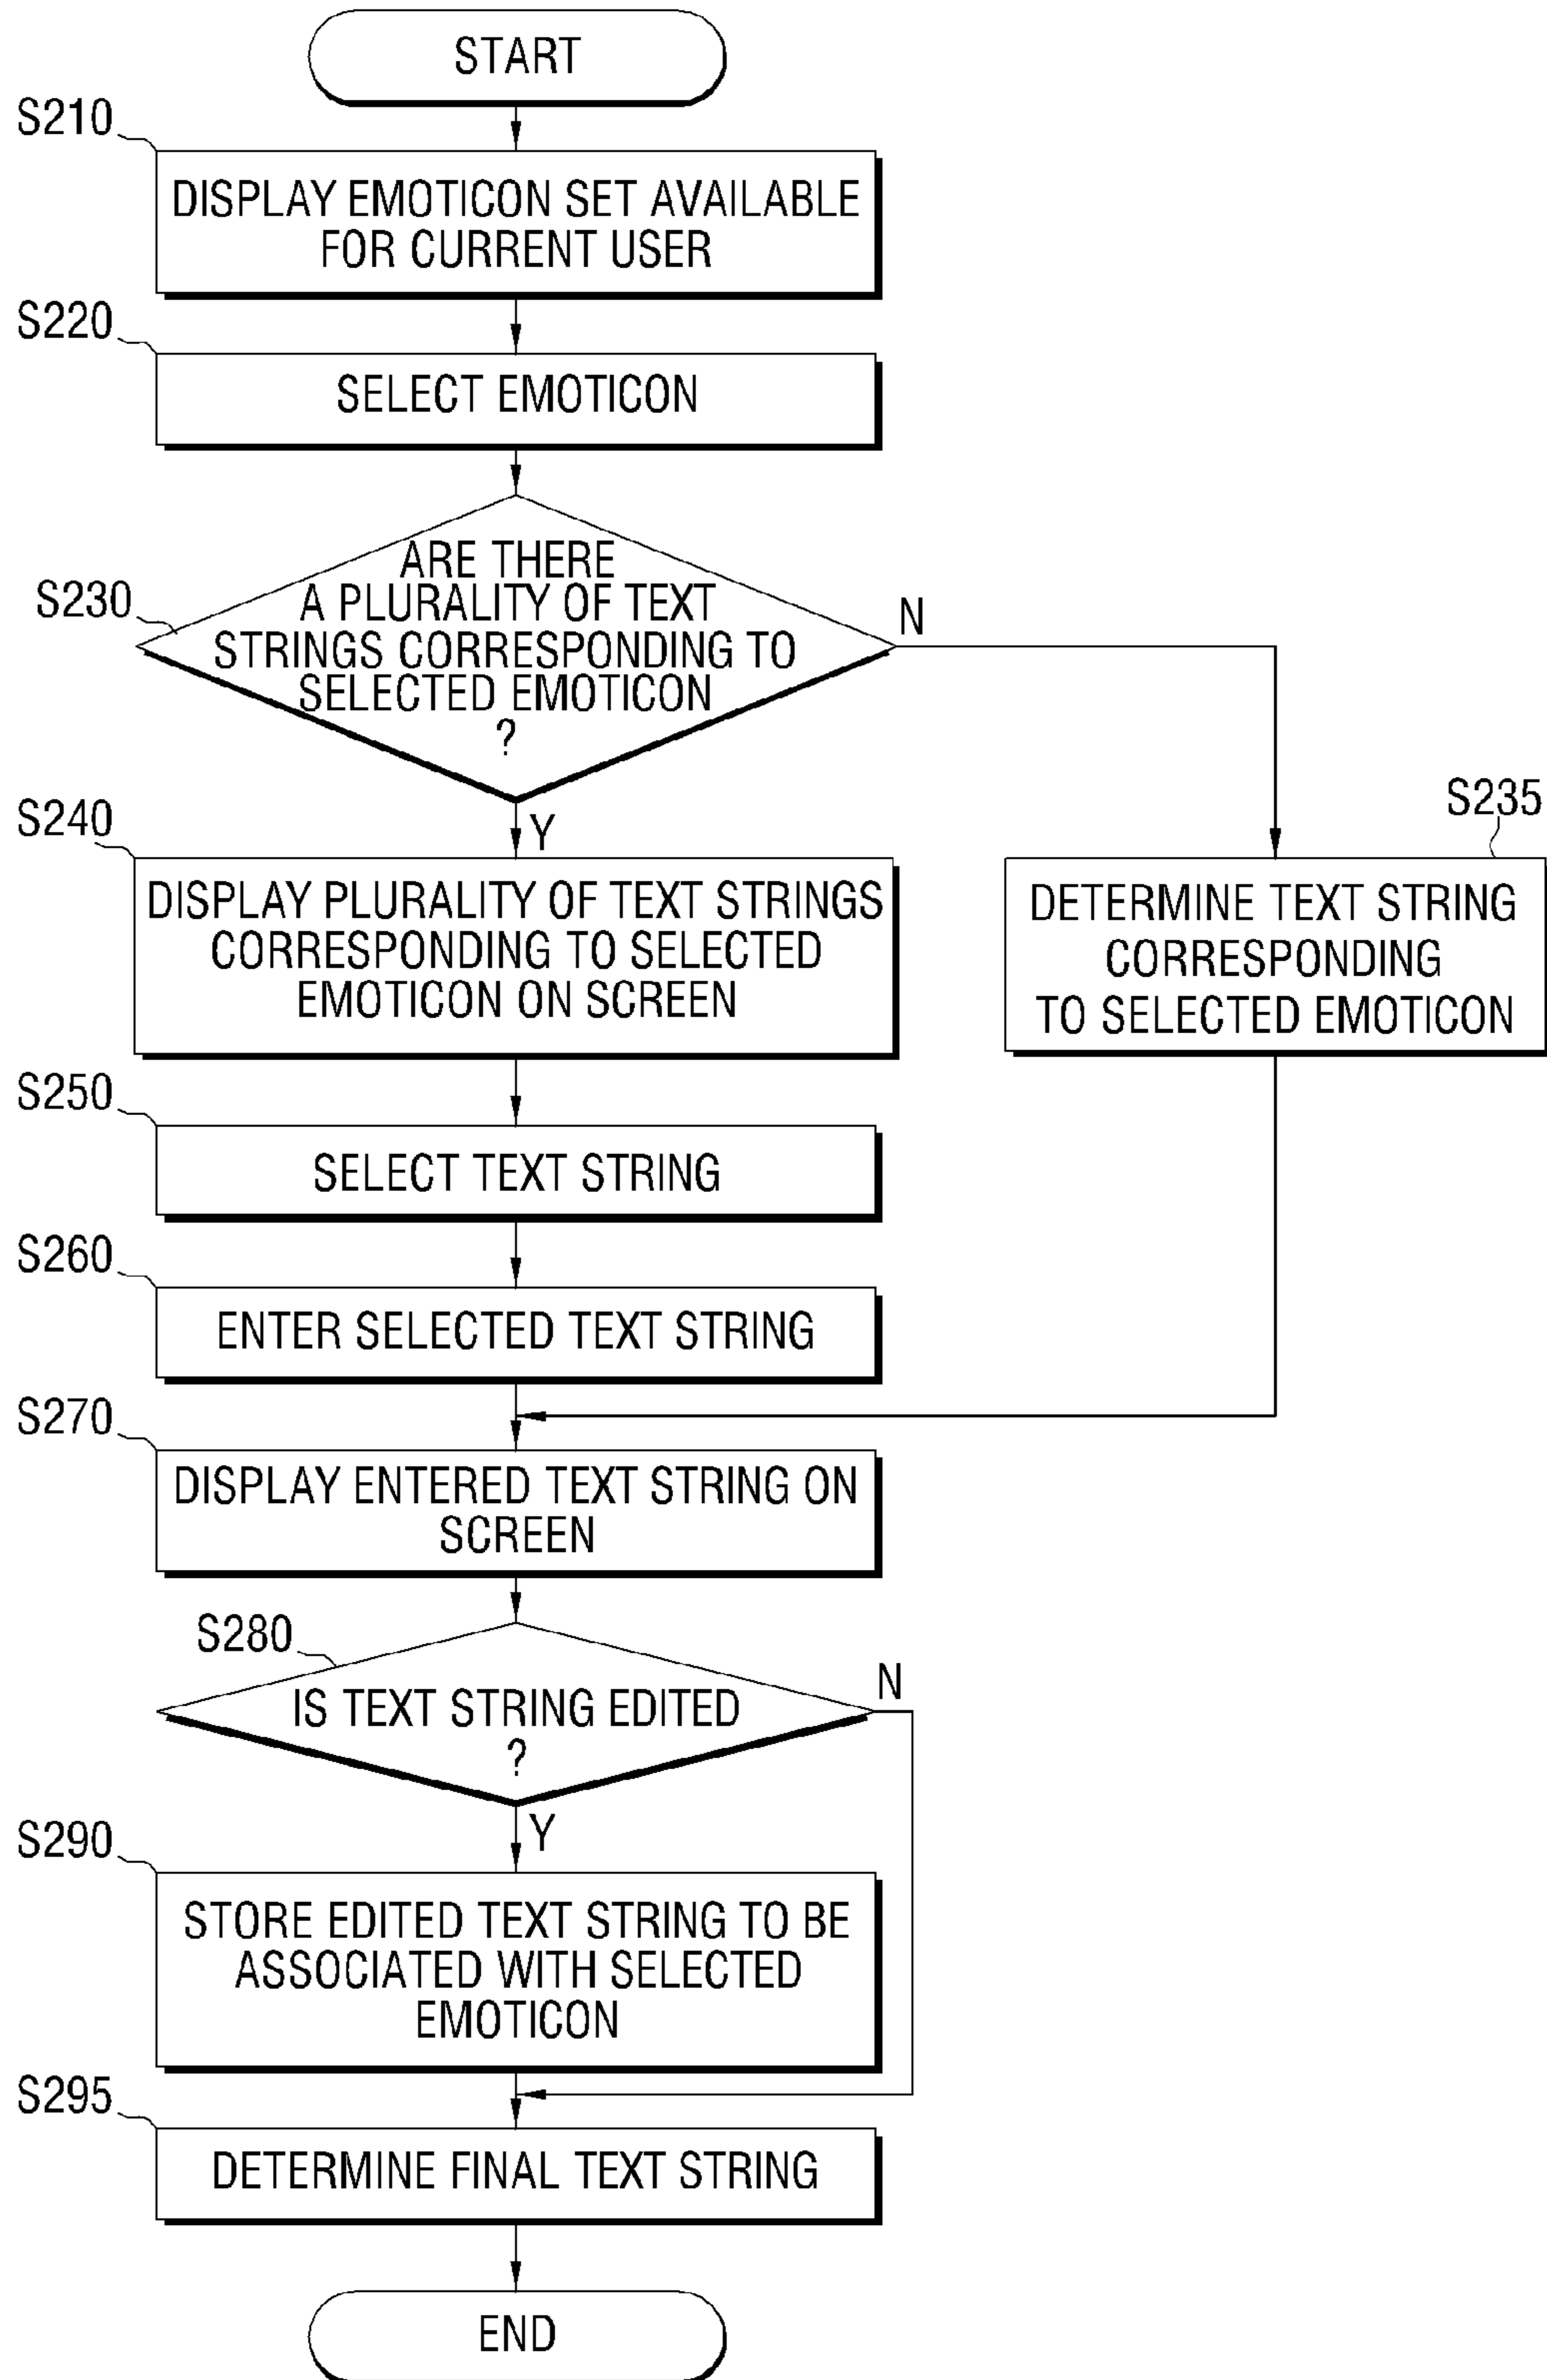 START
S210
DISPLAY EMOTICON SET AVAILABLE
FOR CURRENT USER
S220
SELECT EMOTICON
S230
ARE THERE
A PLURALITY OF TEXT
STRINGS CORRESPONDING TO
SELECTED EMOTICON
?
N
Y
S240
DISPLAY PLURALITY OF TEXT STRINGS
CORRESPONDING TO SELECTED
EMOTICON ON SCREEN
S235
DETERMINE TEXT STRING
CORRESPONDING
TO SELECTED EMOTICON
S250
SELECT TEXT STRING
S260
ENTER SELECTED TEXT STRING
S270
DISPLAY ENTERED TEXT STRING ON
SCREEN
S280
IS TEXT STRING EDITED
?
N
Y
S290
STORE EDITED TEXT STRING TO BE
ASSOCIATED WITH SELECTED
EMOTICON
S295
DETERMINE FINAL TEXT STRING
END